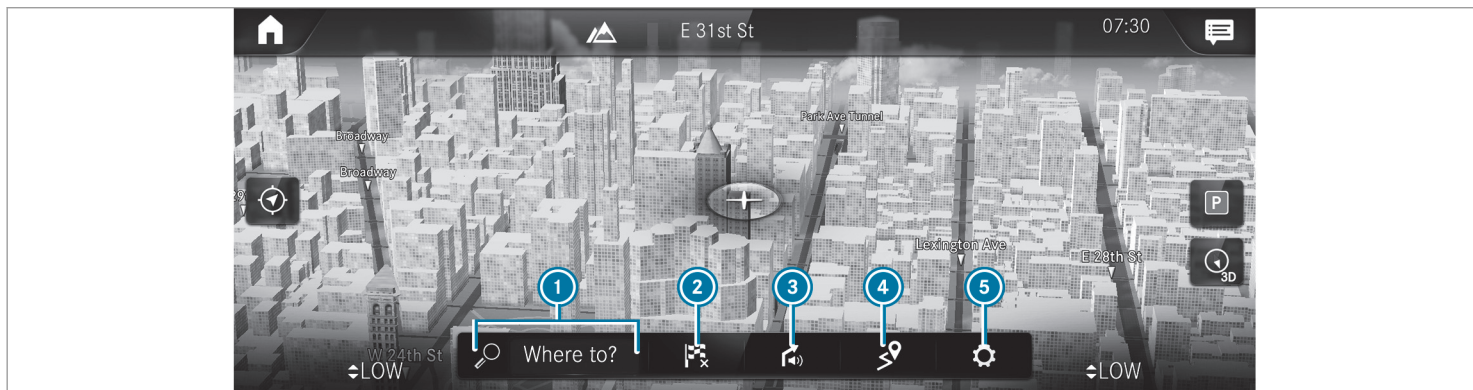 E 31st St
07:30
Park Ave Tunnel
Broadway
Broadway
P
Lexington Ave
E 28th St
3D
1
2
3
4
5
W 24th St
Where to?
LOW
LOW